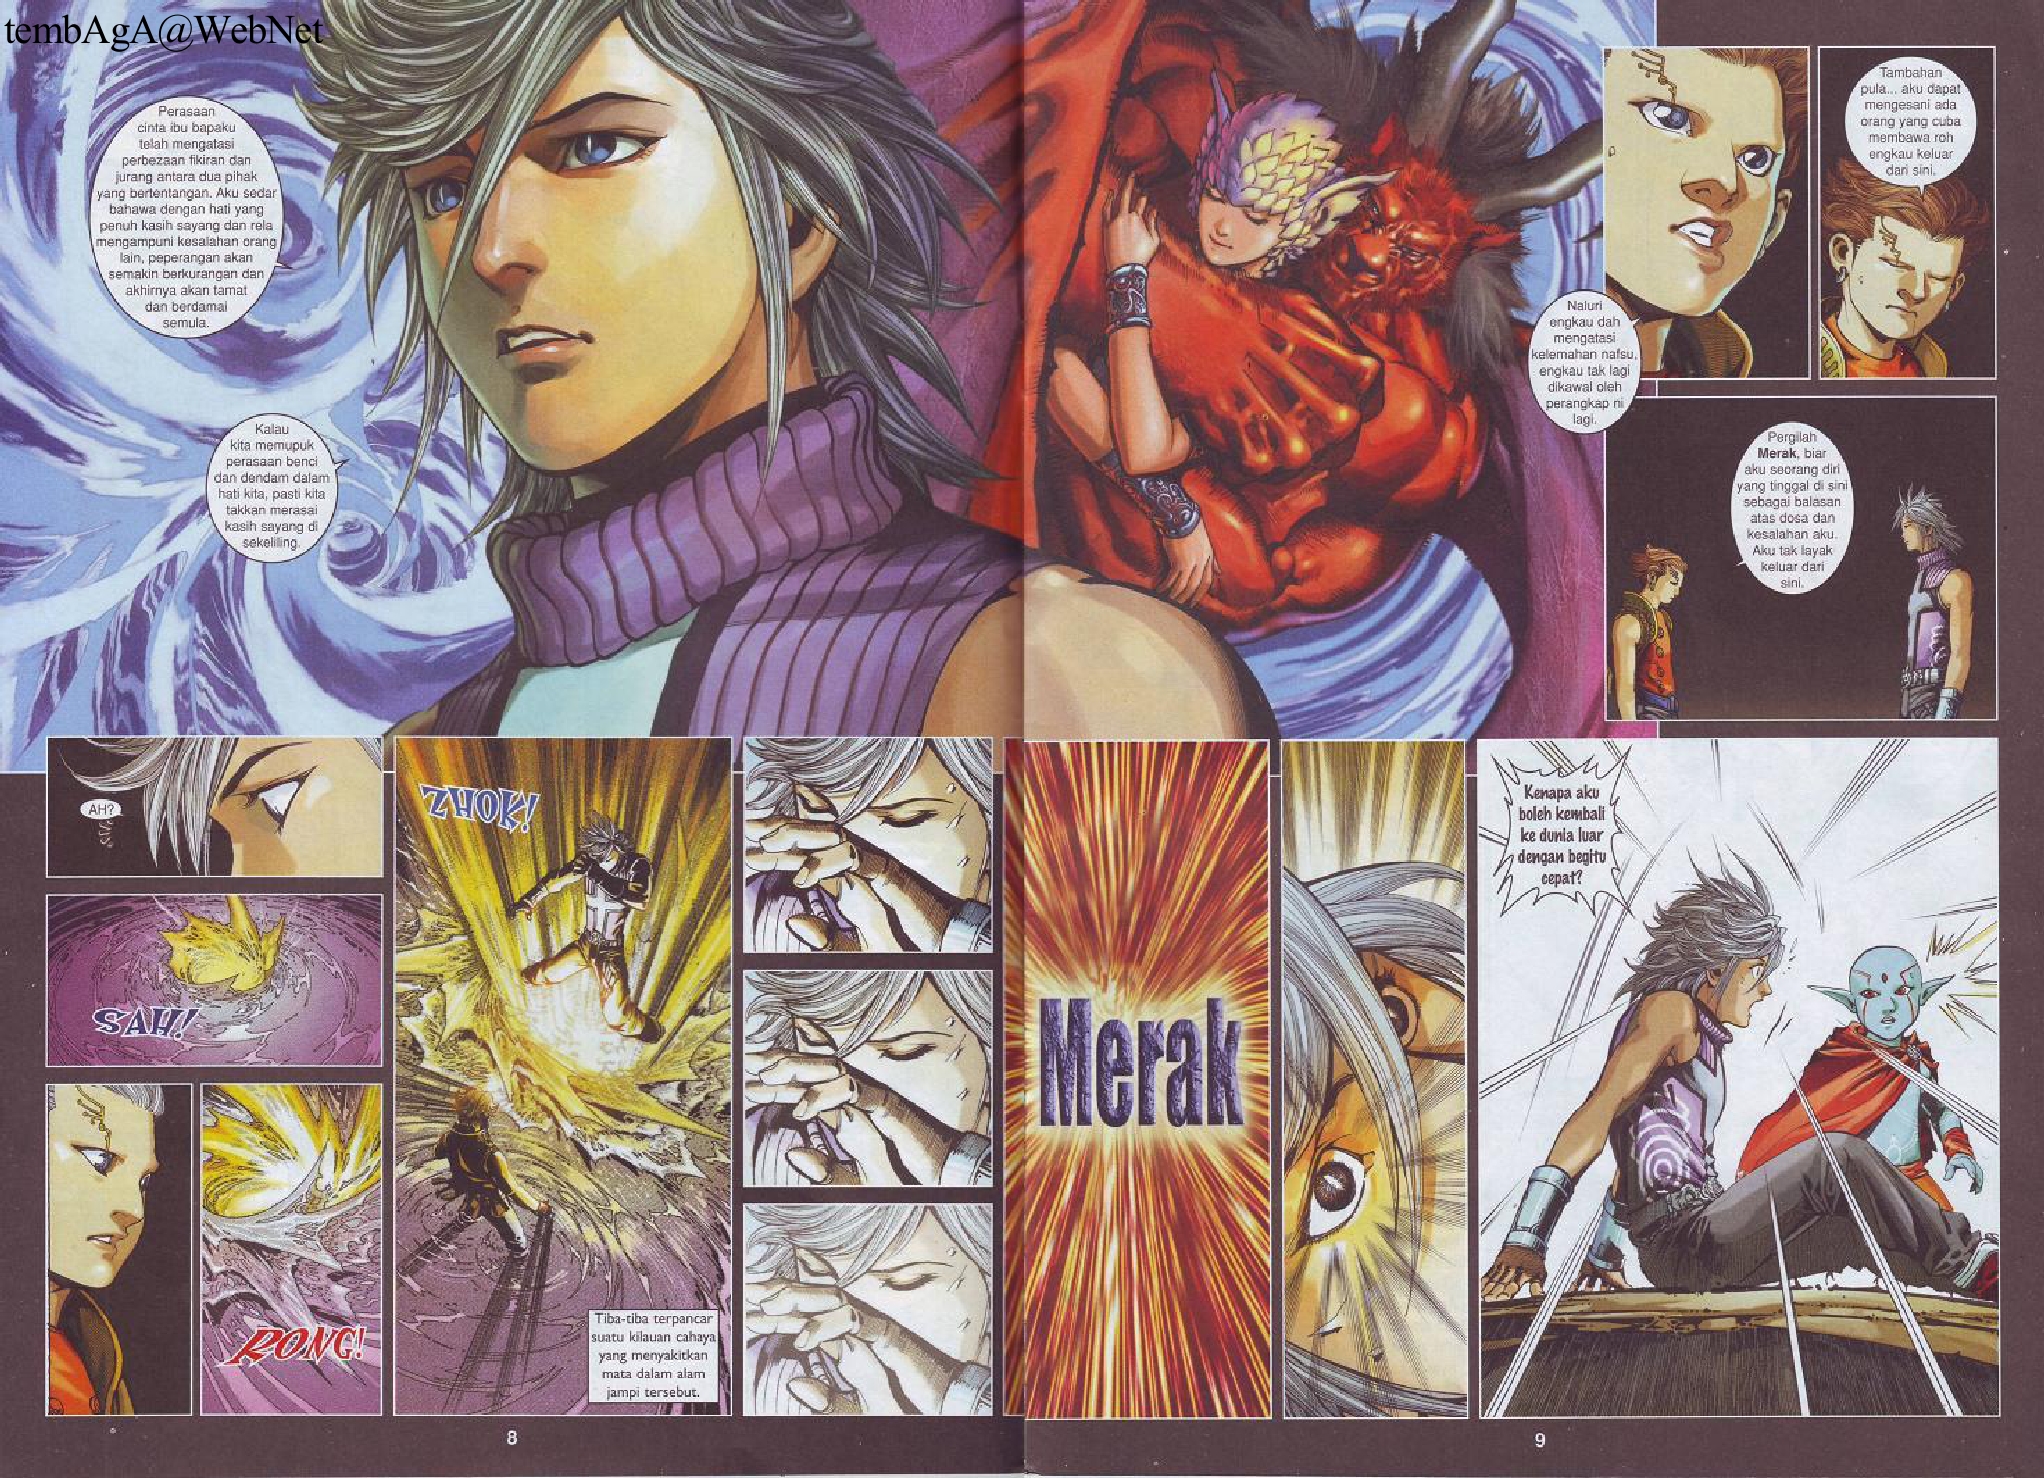 tembAgA@WebNet
Perasaan
cinta ibu bapaku
telah mengatasi
perbezaan fikiran dan
jurang antara dua pihak
yang bertentangan. Aku sedar
bahawa dengan hati yang
penuh kasih sayang dan rela
mengampuni kesalahan orang
lain, peperangan akan
semakin berkurangan dan
akhirnya akan tamat
dan berdamai
semula.
Kalau
kita memupuk
perasaan benci
dan dendam dalam
hati kita, pasti kita
takkan merasai
kasih sayang di
sekeliling.
Naluri
engkau dah
mengatasi
kelemahan nafsu,
engkau tak lagi
dikawal oleh
perangkap ni
lagi.
Tambahan
pula... aku dapat
mengesani ada
orang yang cuba
membawa roh
engkau keluar
dari sini.
Pergilah
Merak, biar
aku seorang diri
yang tinggal di sini
sebagai balasan
atas dosa dan
kesalahan aku.
Aku tak layak
keluar dari
sini.
AH?
SAH!
RONG!
ZHOK!
Tiba-tiba terpancar
suatu kilauan cahaya
yang menyakitkan
mata dalam alam
jampi tersebut.
Merak
Kenapa aku
boleh kembali
ke dunia luar
dengan begitu
cepat?
8
9